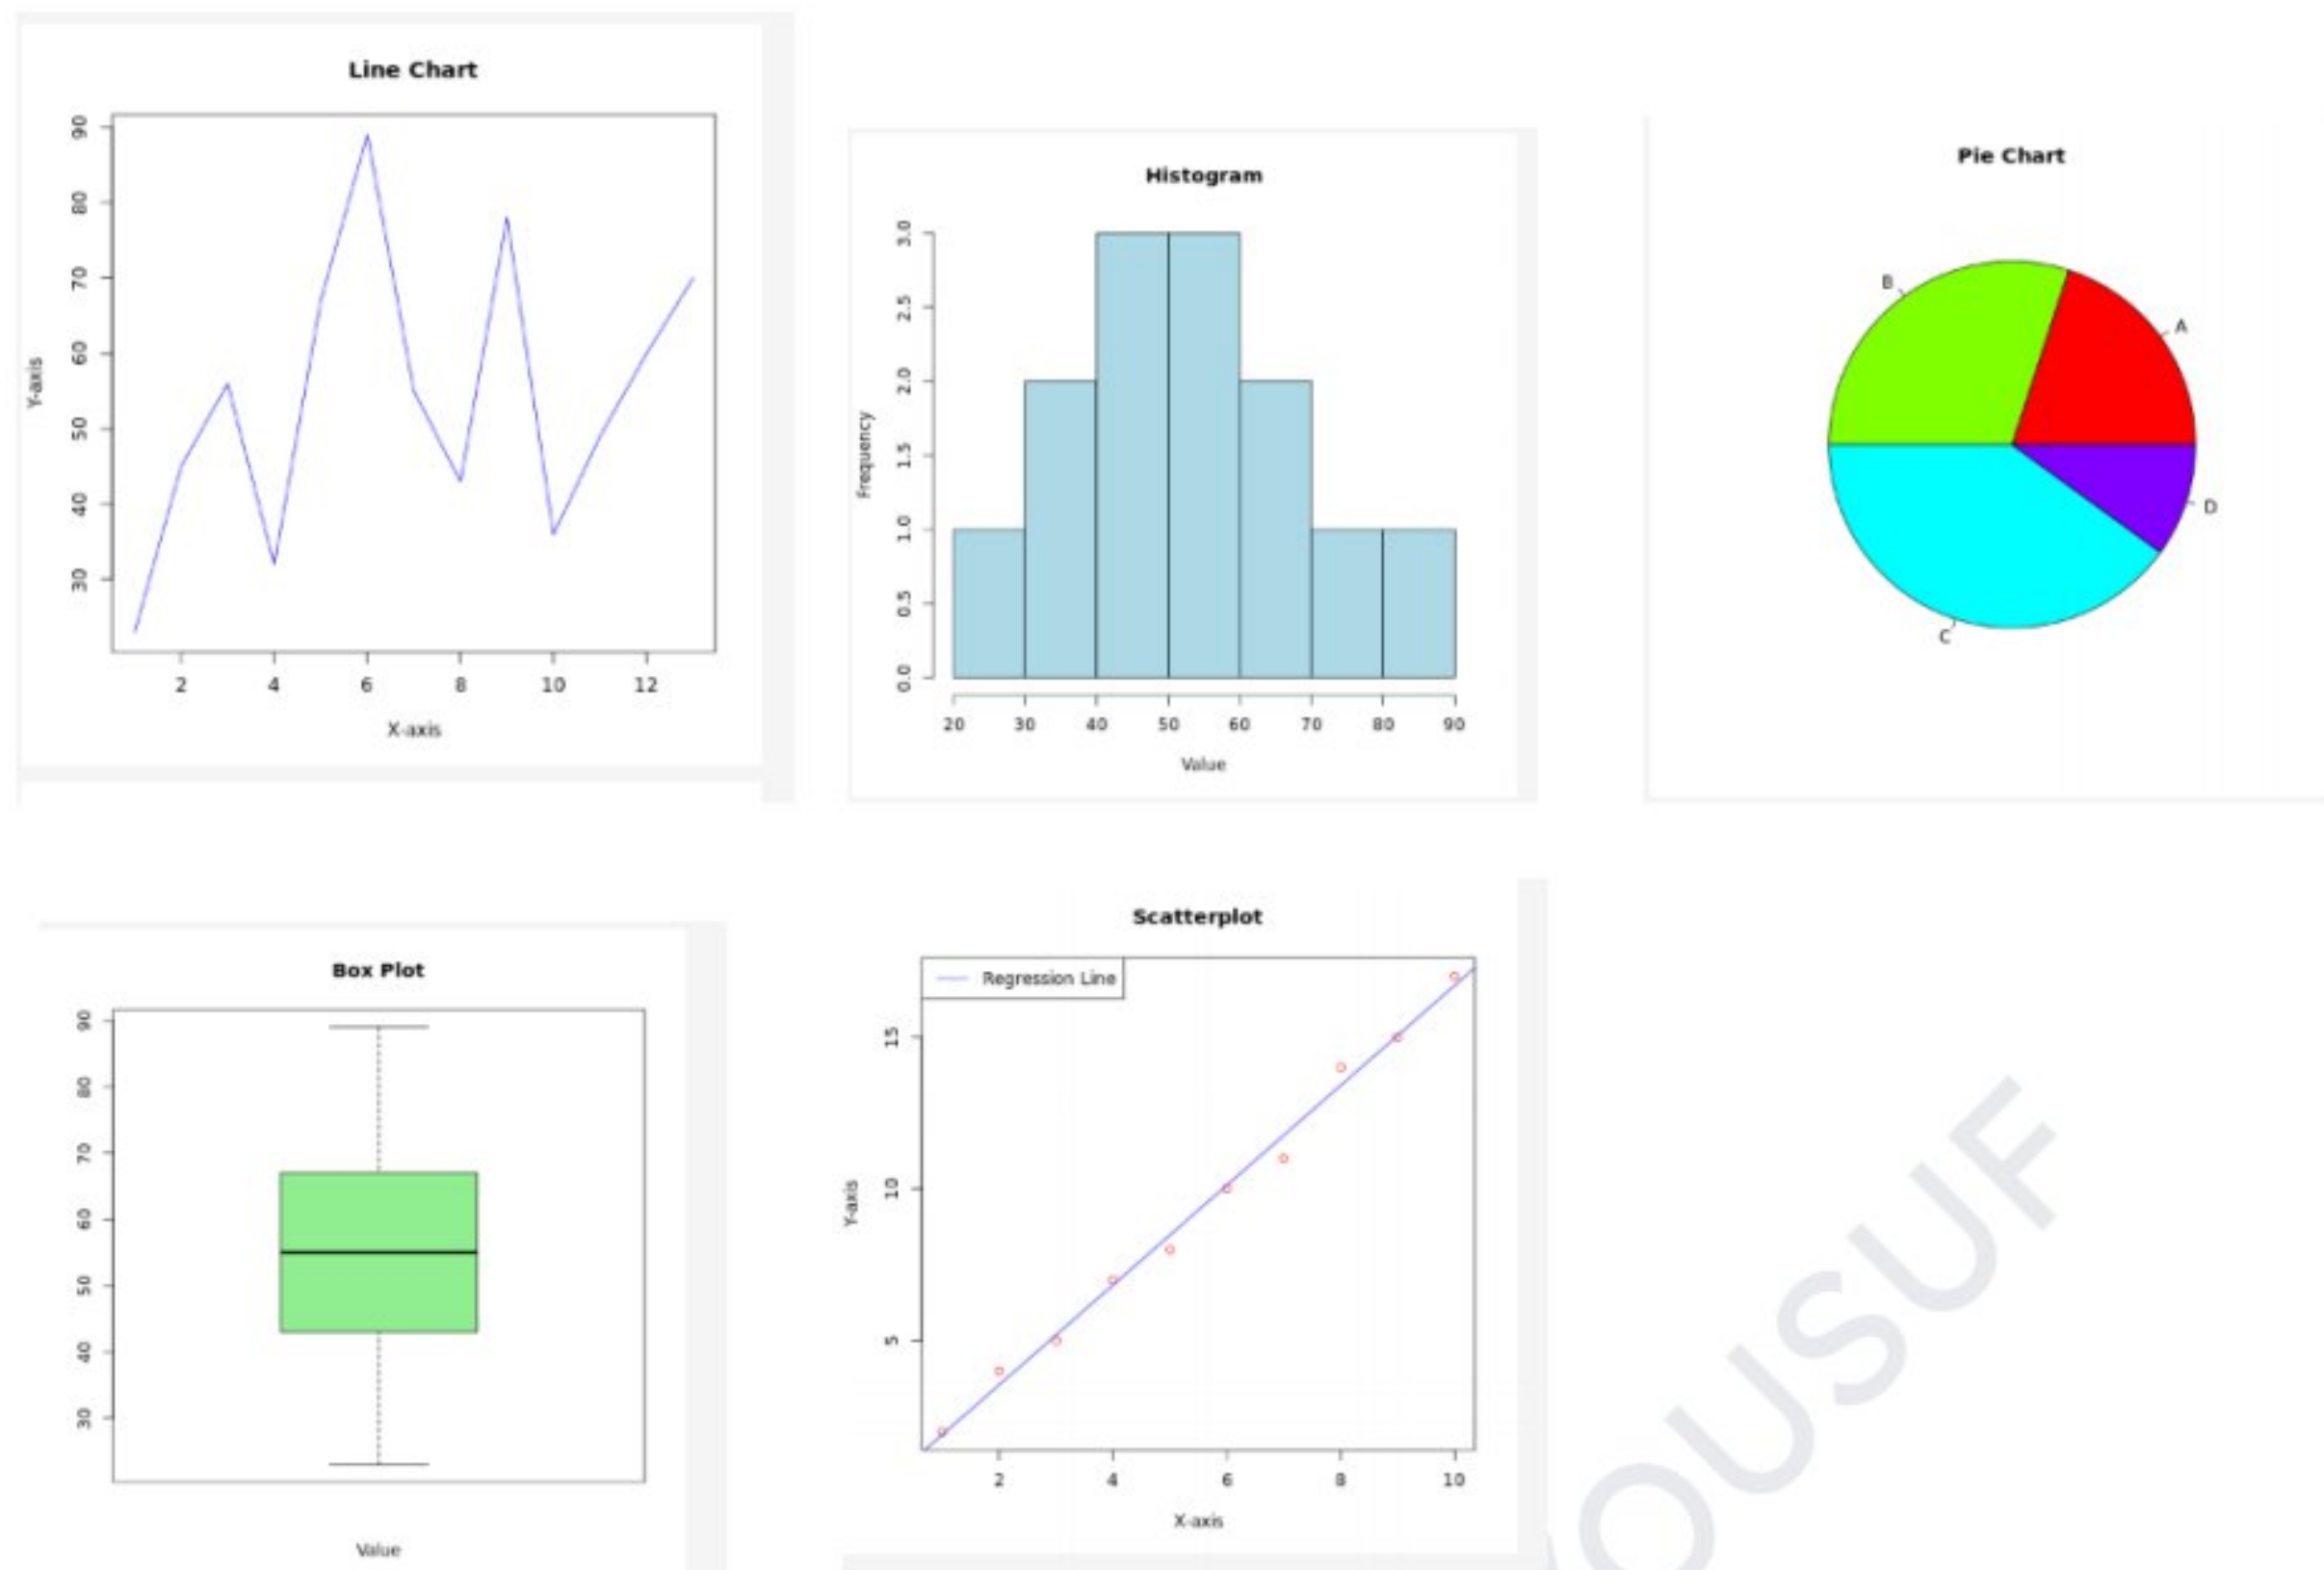 Line Chart
90
80
70
60
50
40
30
Y-axis
2 4 6 8 10 12
X-axis
Histogram
3.0
2.5
2.0
1.5
1.0
0.5
0.0
Frequency
20 30 40 50 60 70 80 90
Value
Pie Chart
B
A
D
C
Box Plot
90
80
70
60
50
40
30
Value
Scatterplot
Regression Line
15
10
5
Y-axis
2 4 6 8 10
X-axis
OUSUF